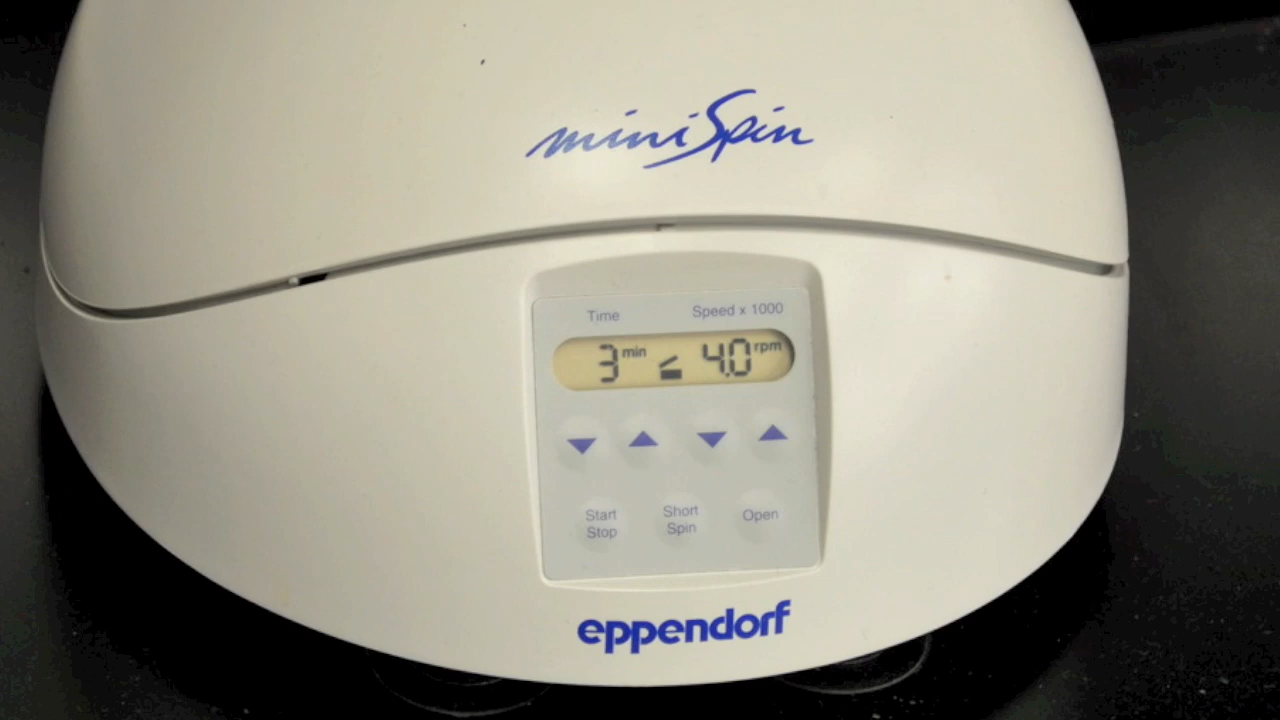 miniSpin
Time Speed x 1000
3 min 4.0 rpm
Start Stop
Short Spin
Open
eppendorf